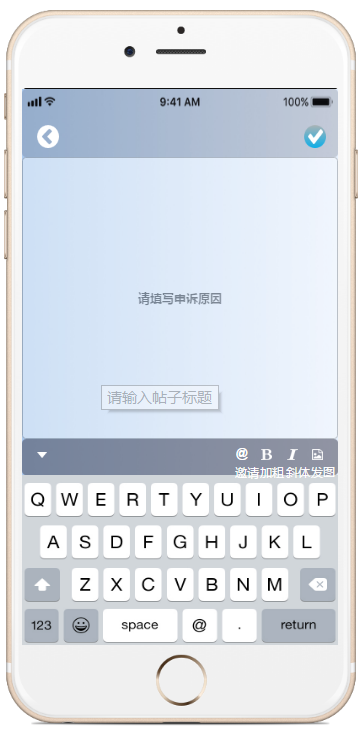 9:41 AM 100%
请填写申诉原因
请输入帖子标题
@ B I
邀请 加粗 斜体 发图
Q W E R T Y U I O P
A S D F G H J K L
Z X C V B N M
123 space @ . return